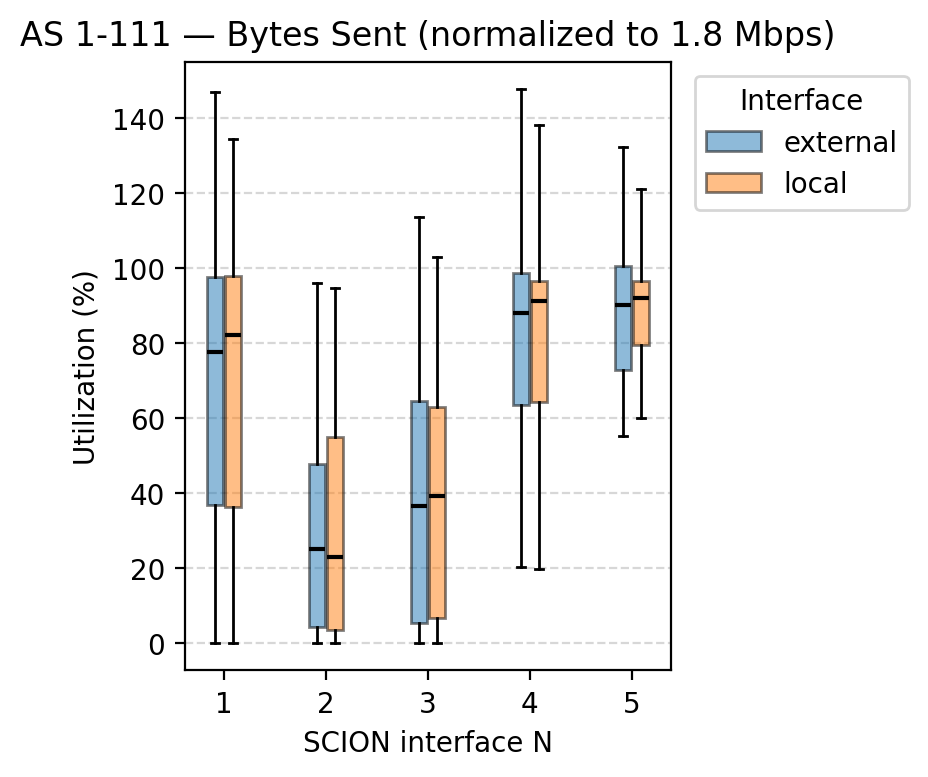 AS 1-111 — Bytes Sent (normalized to 1.8 Mbps)
Interface
external
local
Utilization (%)
140
120
100
80
60
40
20
0
1 2 3 4 5
SCION interface N